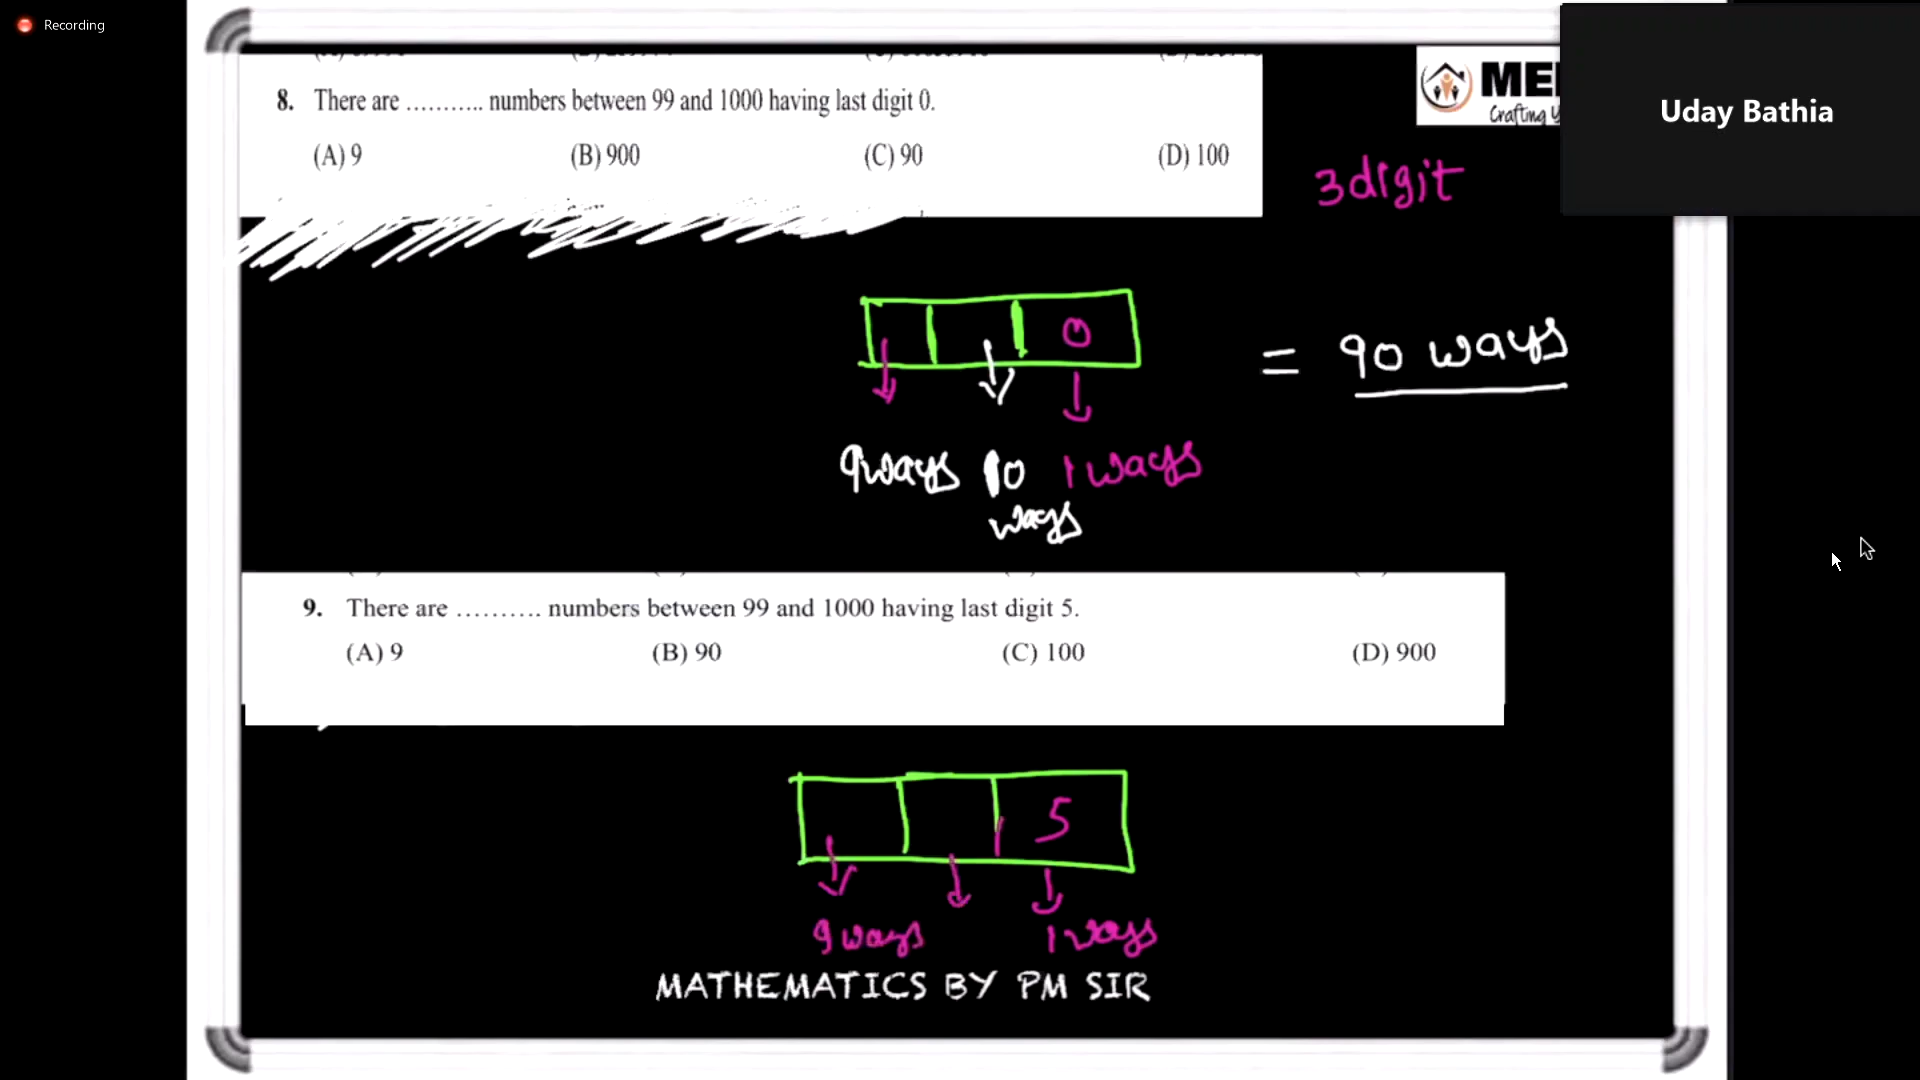 Recording
Uday Bathia
8. There are ……….. numbers between 99 and 1000 having last digit 0.
(A) 9 (B) 900 (C) 90 (D) 100
3 digit
0
= 90 ways
9ways 10 1 ways
ways
9. There are ………. numbers between 99 and 1000 having last digit 5.
(A) 9 (B) 90 (C) 100 (D) 900
5
9 ways 1 ways
MATHEMATICS BY PM SIR